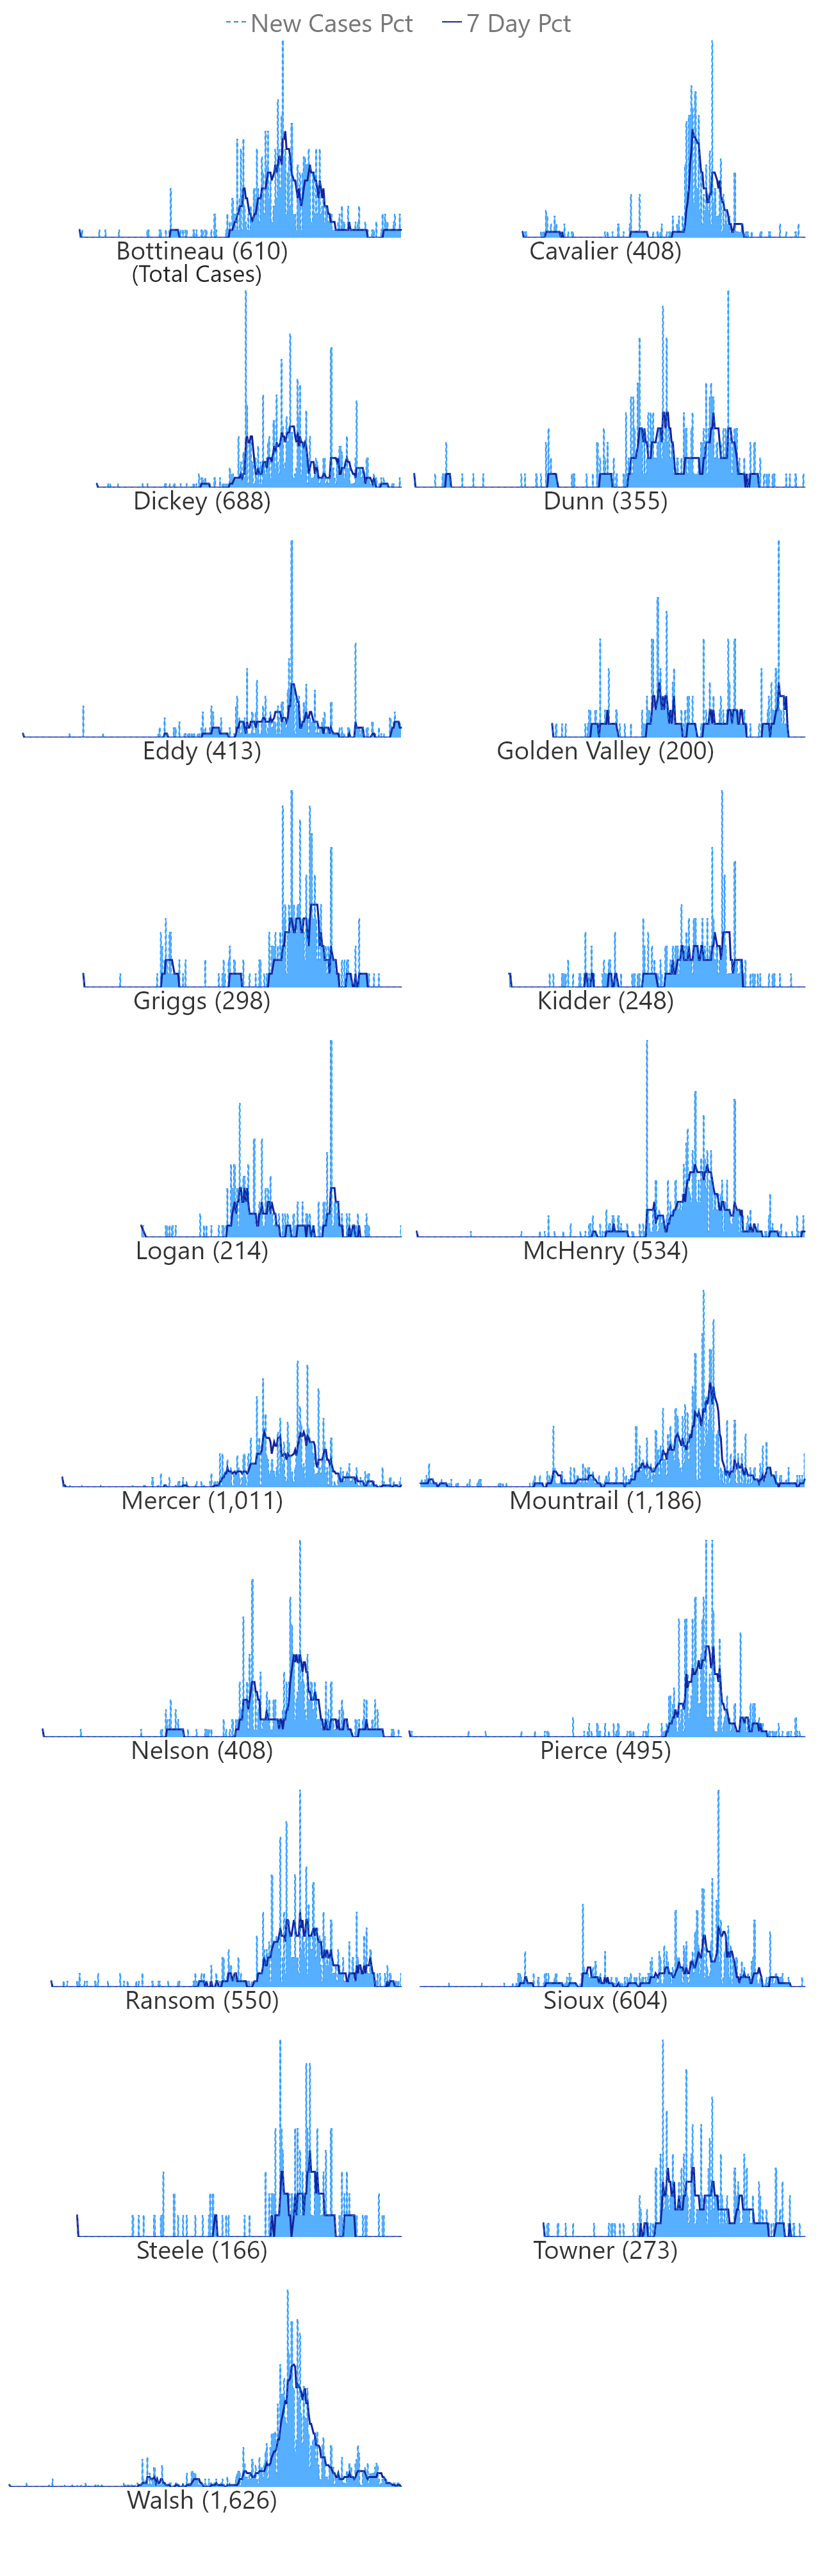 New Cases Pct 7 Day Pct
Bottineau (610) Cavalier (408)
(Total Cases)
Dickey (688) Dunn (355)
Eddy (413) Golden Valley (200)
Griggs (298) Kidder (248)
Logan (214) McHenry (534)
Mercer (1,011) Mountrail (1,186)
Nelson (408) Pierce (495)
Ransom (550) Sioux (604)
Steele (166) Towner (273)
Walsh (1,626)